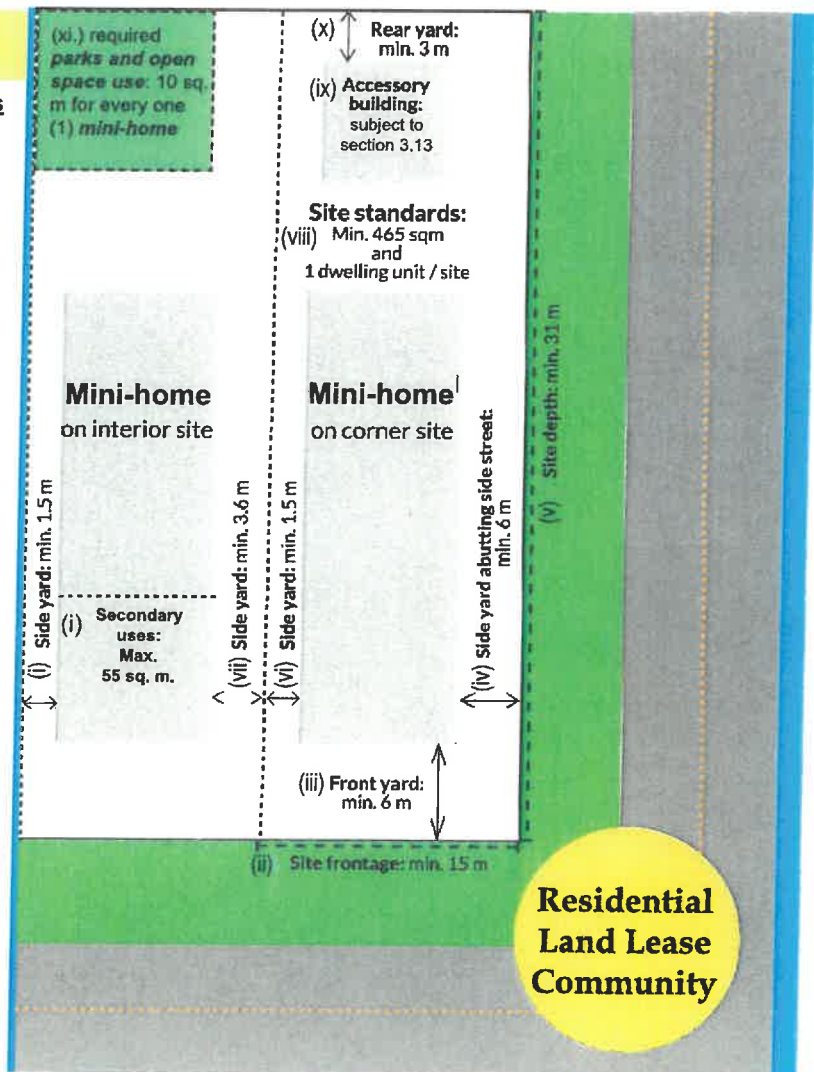 s
(xi.) required
parks and open
space use: 10 sq.
m for every one
(1) mini-home
(x) Rear yard:
min. 3 m
(ix) Accessory
building:
subject to
section 3.13
Site standards:
(viii) Min. 465 sqm
and
1 dwelling unit / site
Mini-home
on interior site
Mini-home
on corner site
(i) Side yard: min. 1.5 m
(i) Secondary
uses:
Max.
55 sq. m.
(vii) Side yard: min. 3.6 m
(vi) Side yard: min. 1.5 m
(iv) Side yard abutting side street:
min. 6 m
(v) Site depth: min. 31 m
(iii) Front yard:
min. 6 m
(ii) Site frontage: min. 15 m
Residential
Land Lease
Community